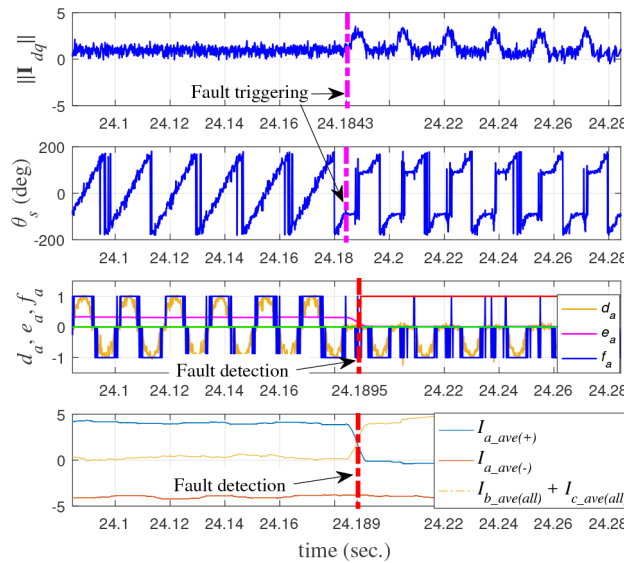 5
0
-5
||I_dq||
Fault triggering
24.1 24.12 24.14 24.16 24.1843 24.22 24.24 24.26 24.28
200
0
-200
θ_s (deg)
24.1 24.12 24.14 24.16 24.18 24.2 24.22 24.24 24.26 24.28
1
0
-1
d_a, e_a, f_a
d_a
e_a
f_a
Fault detection
24.1 24.12 24.14 24.16 24.1895 24.22 24.24 24.26 24.28
5
0
-5
I_a_ave(+)
I_a_ave(-)
I_b_ave(all) + I_c_ave(all)
Fault detection
24.1 24.12 24.14 24.16 24.189 24.22 24.24 24.26 24.28
time (sec.)